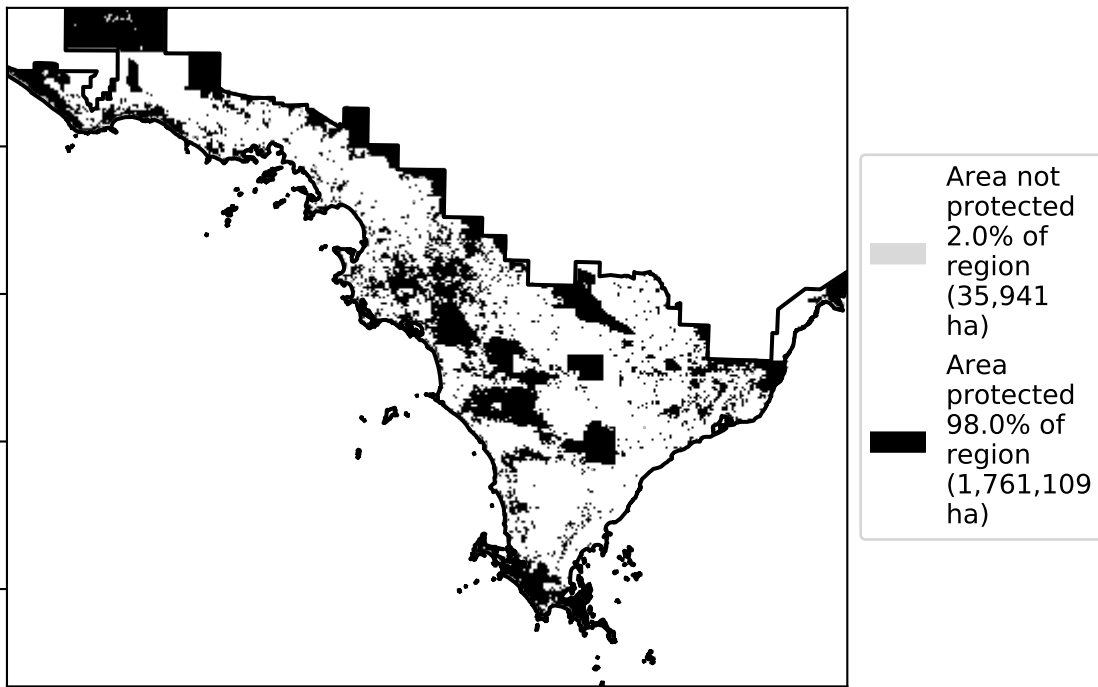 Area not
protected
2.0% of
region
(35,941
ha)
Area
protected
98.0% of
region
(1,761,109
ha)